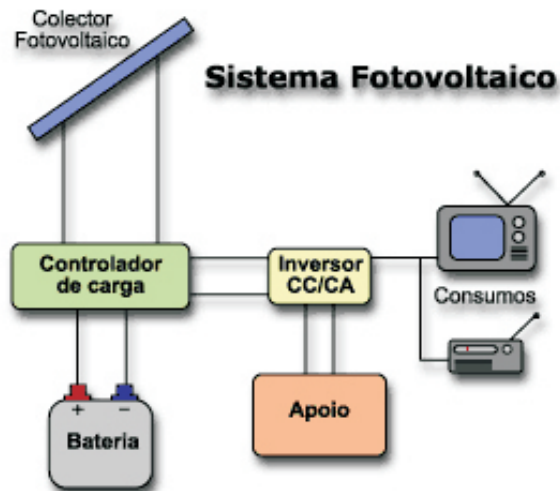 Colector
Fotovoltaico
Sistema Fotovoltaico
Controlador
de carga
Inversor
CC/CA
Consumos
+ −
Bateria
Apoio